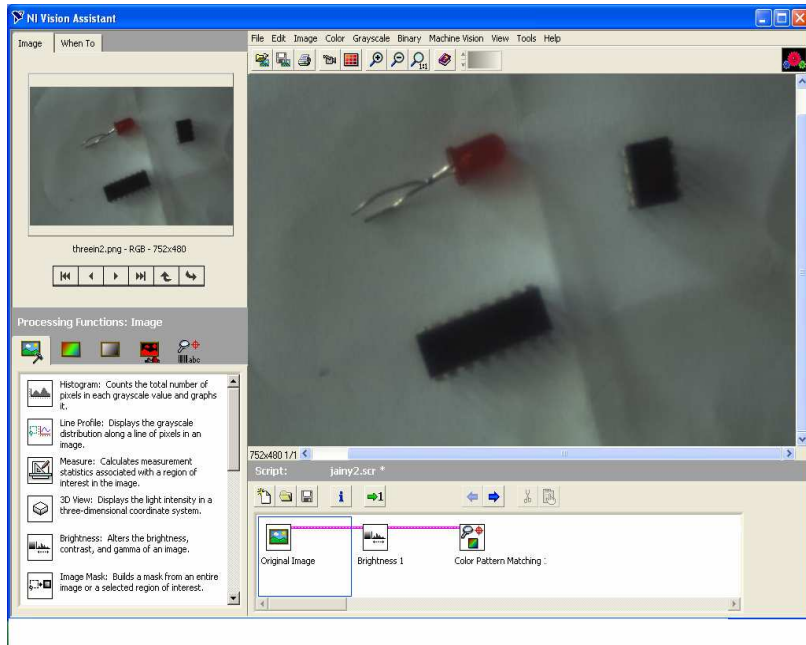 NI Vision Assistant
Image
When To
File Edit Image Color Grayscale Binary Machine Vision View Tools Help
1:1
threein2.png - RGB - 752x480
Processing Functions: Image
abc
Histogram: Counts the total number of
pixels in each grayscale value and graphs
it.
Line Profile: Displays the grayscale
distribution along a line of pixels in an
image.
Measure: Calculates measurement
statistics associated with a region of
interest in the image.
3D View: Displays the light intensity in a
three-dimensional coordinate system.
Brightness: Alters the brightness,
contrast, and gamma of an image.
Image Mask: Builds a mask from an entire
image or a selected region of interest.
752x480 1/1
Script: jainy2.scr *
i
1
Original Image
Brightness 1
Color Pattern Matching :